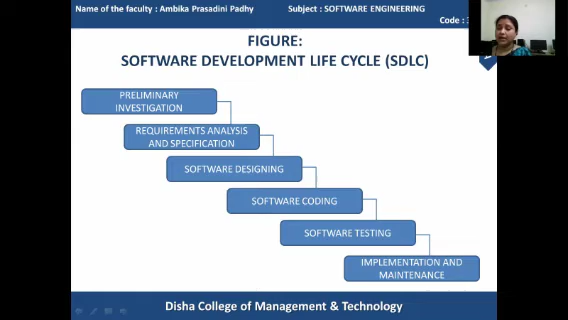 Name of the faculty : Ambika Prasadini Padhy
Subject : SOFTWARE ENGINEERING
Code :
FIGURE:
SOFTWARE DEVELOPMENT LIFE CYCLE (SDLC)
PRELIMINARY
INVESTIGATION
REQUIREMENTS ANALYSIS
AND SPECIFICATION
SOFTWARE DESIGNING
SOFTWARE CODING
SOFTWARE TESTING
IMPLEMENTATION AND
MAINTENANCE
Disha College of Management & Technology